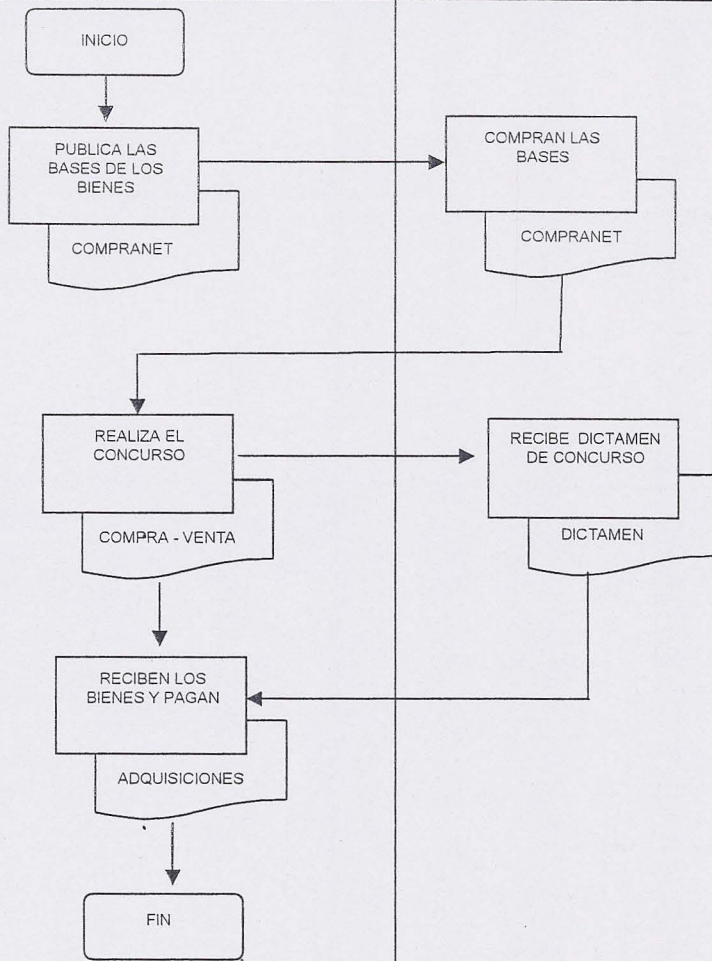 INICIO
PUBLICA LAS
BASES DE LOS
BIENES
COMPRANET
COMPRAN LAS
BASES
COMPRANET
REALIZA EL
CONCURSO
COMPRA - VENTA
RECIBE DICTAMEN
DE CONCURSO
DICTAMEN
RECIBEN LOS
BIENES Y PAGAN
ADQUISICIONES
FIN